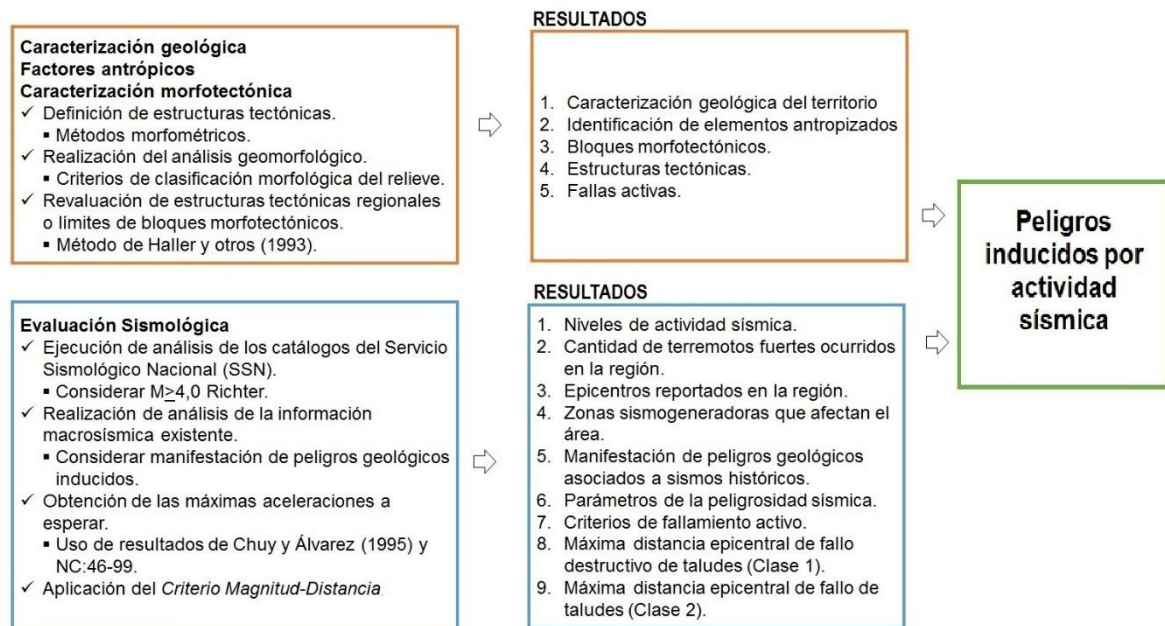 Caracterización geológica
Factores antrópicos
Caracterización morfotectónica
✓ Definición de estructuras tectónicas.
▪ Métodos morfométricos.
✓ Realización del análisis geomorfológico.
▪ Criterios de clasificación morfológica del relieve.
✓ Revaluación de estructuras tectónicas regionales
o límites de bloques morfotectónicos.
▪ Método de Haller y otros (1993).
RESULTADOS
1. Caracterización geológica del territorio
2. Identificación de elementos antropizados
3. Bloques morfotectónicos.
4. Estructuras tectónicas.
5. Fallas activas.
Evaluación Sismológica
✓ Ejecución de análisis de los catálogos del Servicio
Sismológico Nacional (SSN).
▪ Considerar M≥4,0 Richter.
✓ Realización de análisis de la información
macrosísmica existente.
▪ Considerar manifestación de peligros geológicos
inducidos.
✓ Obtención de las máximas aceleraciones a
esperar.
▪ Uso de resultados de Chuy y Álvarez (1995) y
NC:46-99.
✓ Aplicación del Criterio Magnitud-Distancia
RESULTADOS
1. Niveles de actividad sísmica.
2. Cantidad de terremotos fuertes ocurridos
en la región.
3. Epicentros reportados en la región.
4. Zonas sismogeneradoras que afectan el
área.
5. Manifestación de peligros geológicos
asociados a sismos históricos.
6. Parámetros de la peligrosidad sísmica.
7. Criterios de fallamiento activo.
8. Máxima distancia epicentral de fallo
destructivo de taludes (Clase 1).
9. Máxima distancia epicentral de fallo de
taludes (Clase 2).
Peligros
inducidos por
actividad
sísmica